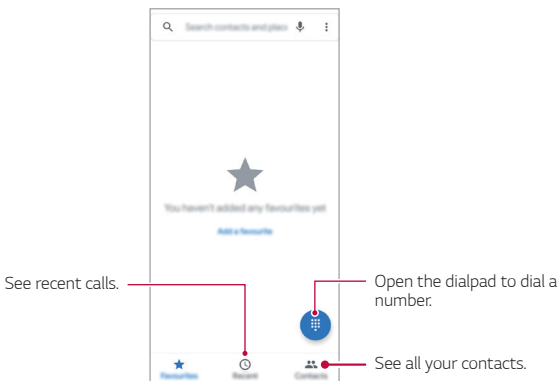 Search contacts and places
You haven't added any favourites yet
Add a favourite
See recent calls.
Open the dialpad to dial a
number.
See all your contacts.
Favourites
Recent
Contacts